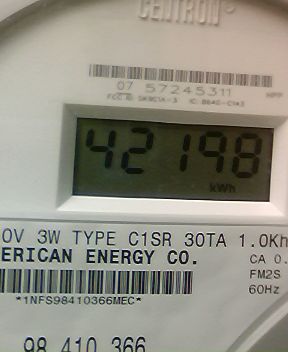 CENTRON
07 57245311
42198
kWh
0V 3W TYPE C1SR 30TA 1.0Kh
ERICAN ENERGY CO.
CA 0.
FM2S
60Hz
*1NFS98410366MEC*
98 410 366